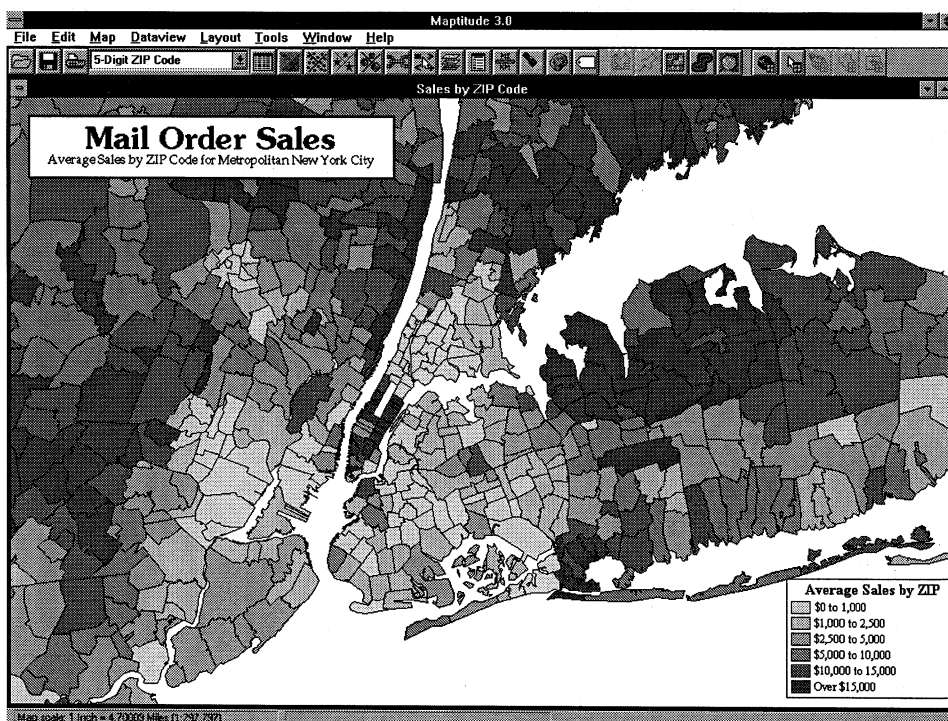 Maptitude 3.0
File Edit Map Dataview Layout Tools Window Help
5-Digit ZIP Code
Sales by ZIP Code
Mail Order Sales
Average Sales by ZIP Code for Metropolitan New York City
Average Sales by ZIP
$0 to 1,000
$1,000 to 2,500
$2,500 to 5,000
$5,000 to 10,000
$10,000 to 15,000
Over $15,000
Map scale: 1 Inch = 4.70009 Miles (1:297,797)